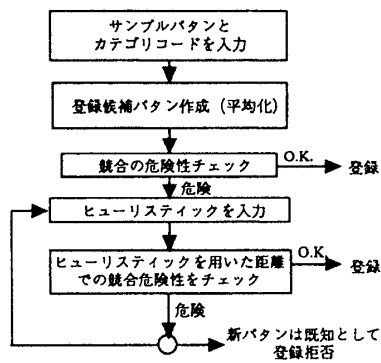 サンプルパタンと
カテゴリコードを入力
登録候補パタン作成（平均化）
競合の危険性チェック
O.K.
登録
危険
ヒューリスティックを入力
ヒューリスティックを用いた距離
での競合危険性をチェック
O.K.
登録
危険
新パタンは既知として
登録拒否